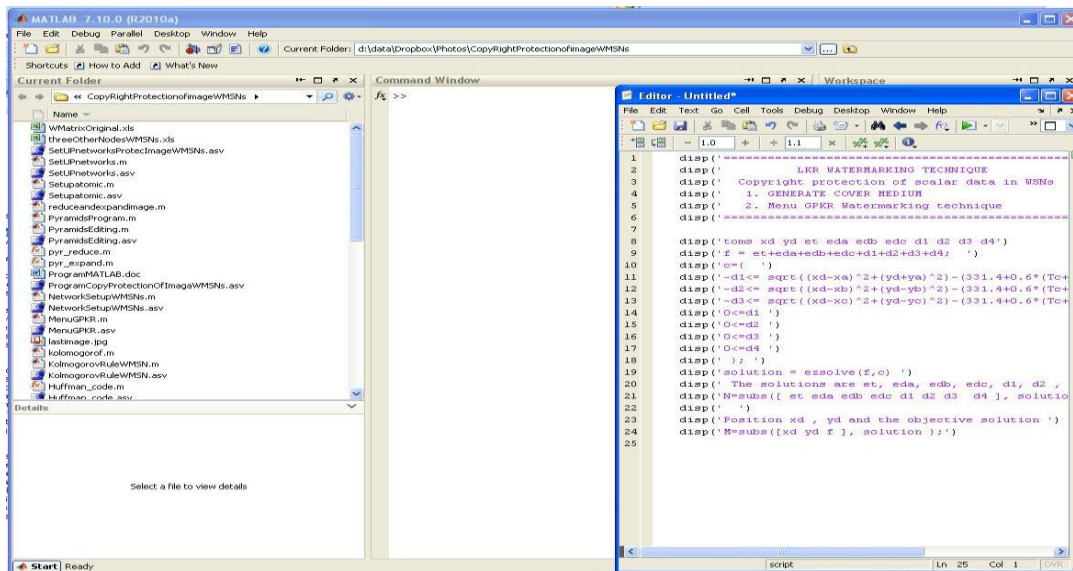 MATLAB 7.10.0 (R2010a)
File Edit Debug Parallel Desktop Window Help
Current Folder: d:\data\Dropbox\Photos\CopyRightProtectionofimageWMSNs
Shortcuts How to Add What's New
Current Folder
« CopyRightProtectionofimageWMSNs
Name
WMatrixOriginal.xls
threeOtherNodesWMSNs.xls
SetUPnetworksProtecImageWMSNs.asv
SetUPnetworks.m
SetUPnetworks.asv
Setupatomic.m
Setupatomic.asv
reduceandexpandimage.m
PyramidsProgram.m
PyramidsEditing.m
PyramidsEditing.asv
pyr_reduce.m
pyr_expand.m
ProgramMATLAB.doc
ProgramCopyProtectionOfImagaWMSNs.asv
NetworkSetupWMSNs.m
NetworkSetupWMSNs.asv
MenuGPKR.m
MenuGPKR.asv
lastimage.jpg
kolomogorof.m
KolmogorovRuleWMSN.m
KolmogorovRuleWMSN.asv
Huffman_code.m
Huffman_code.asv
Details
Select a file to view details
Start Ready
Command Window
fx >>
Workspace
Editor - Untitled*
File Edit Text Go Cell Tools Debug Desktop Window Help
- 1.0 + ÷ 1.1 ×
1 disp('================================================
2 disp(' LKR WATERMARKING TECHNIQUE
3 disp(' Copyright protection of scalar data in WSNs
4 disp(' 1. GENERATE COVER MEDIUM
5 disp(' 2. Menu GPKR Watermarking technique
6 disp('================================================
7
8 disp('toms xd yd et eda edb edc d1 d2 d3 d4')
9 disp('f = et+eda+edb+edc+d1+d2+d3+d4; ')
10 disp('c={ ')
11 disp('-d1<= sqrt((xd-xa)^2+(yd+ya)^2)-(331.4+0.6*(Tc+
12 disp('-d2<= sqrt((xd-xb)^2+(yd-yb)^2)-(331.4+0.6*(Tc+
13 disp('-d3<= sqrt((xd-xc)^2+(yd-yc)^2)-(331.4+0.6*(Tc+
14 disp('0<=d1 ')
15 disp('0<=d2 ')
16 disp('0<=d3 ')
17 disp('0<=d4 ')
18 disp(' }; ')
19 disp('solution = ezsolve(f,c) ')
20 disp(' The solutions are et, eda, edb, edc, d1, d2 ,
21 disp('N=subs([ et eda edb edc d1 d2 d3 d4 ], solutio
22 disp(' ')
23 disp('Position xd , yd and the objective solution ')
24 disp('M=subs([xd yd f ], solution );')
25
script Ln 25 Col 1 OVR